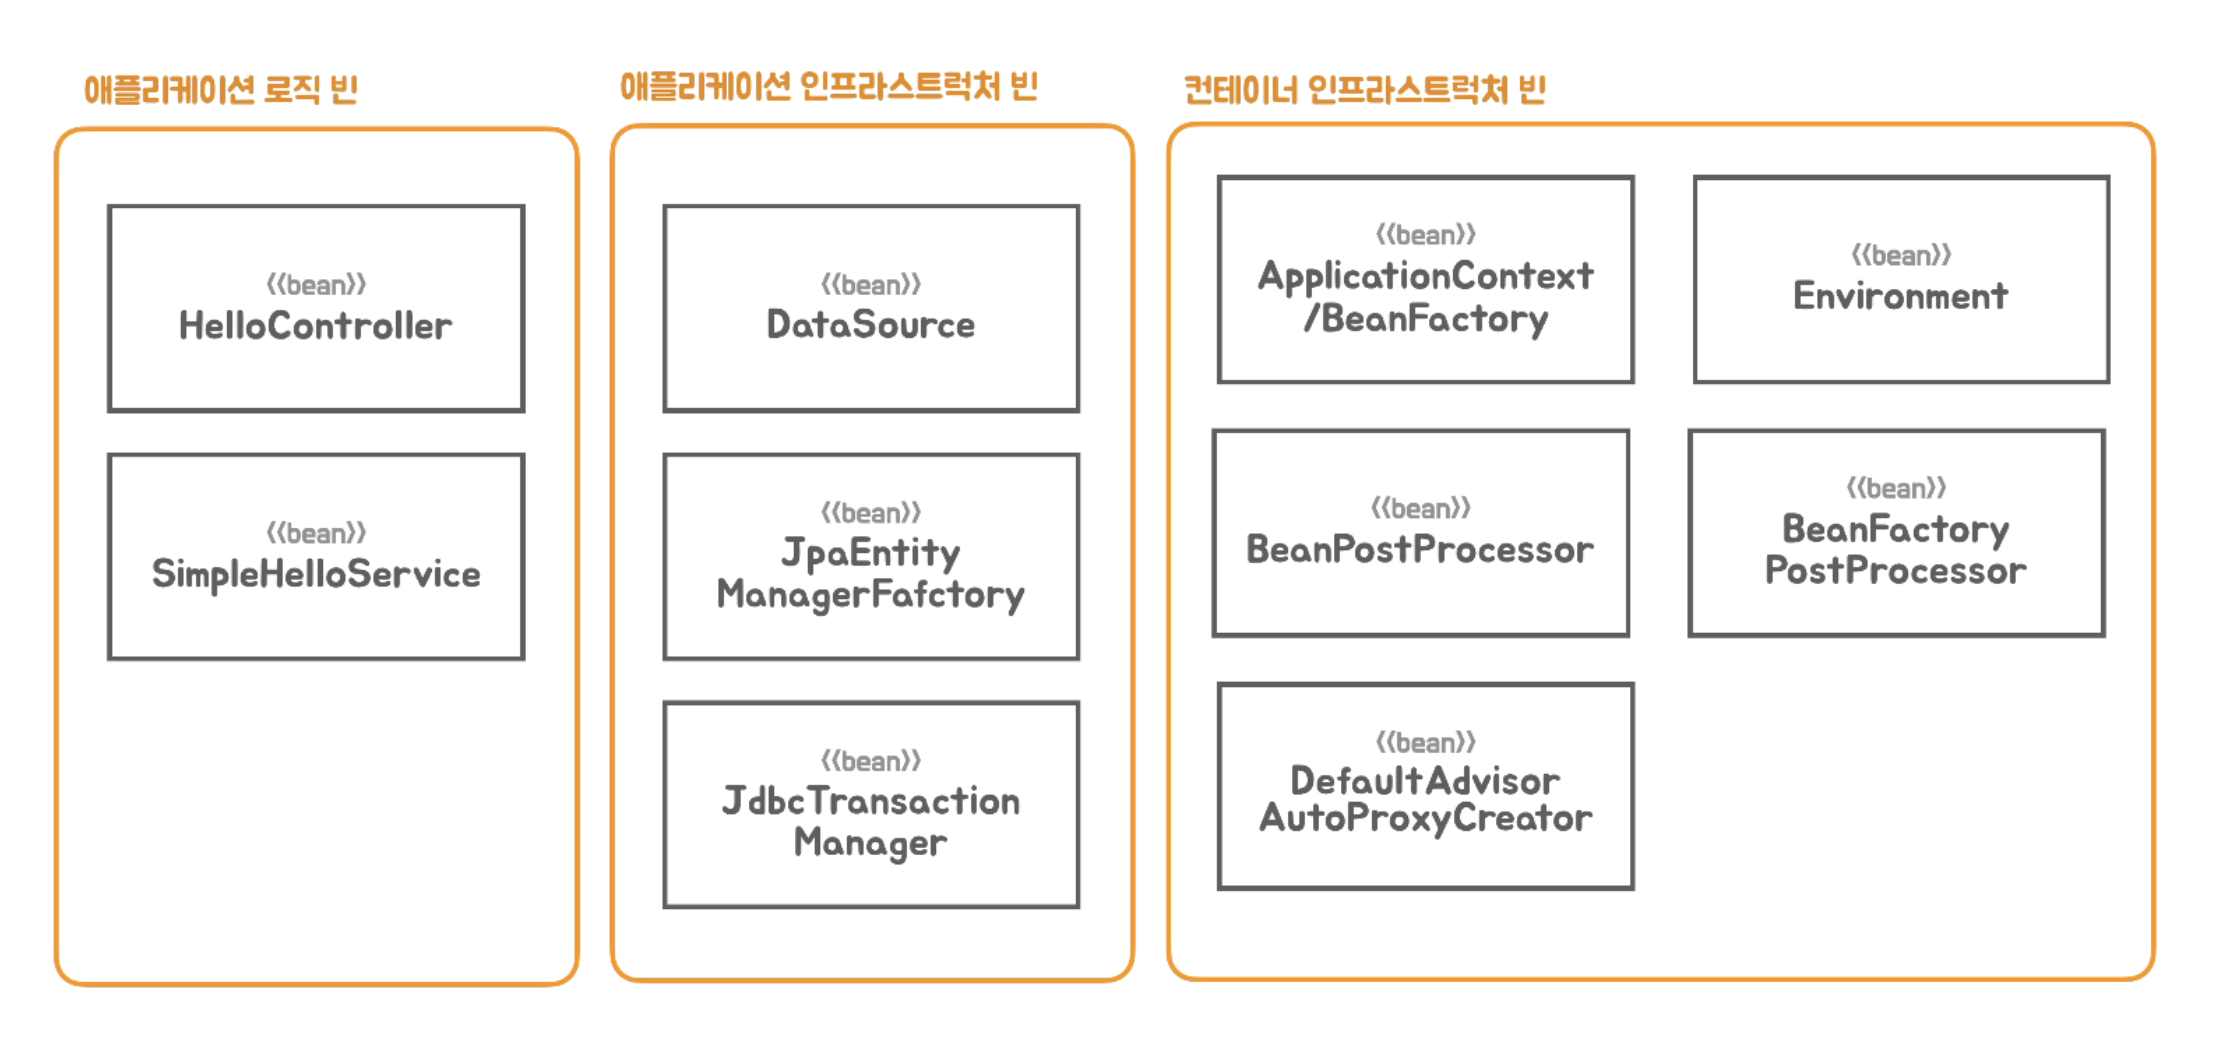 애플리케이션 로직 빈
<<bean>>
HelloController
<<bean>>
SimpleHelloService
애플리케이션 인프라스트럭처 빈
<<bean>>
DataSource
<<bean>>
JpaEntity
ManagerFafctory
<<bean>>
JdbcTransaction
Manager
컨테이너 인프라스트럭처 빈
<<bean>>
ApplicationContext
/BeanFactory
<<bean>>
Environment
<<bean>>
BeanPostProcessor
<<bean>>
BeanFactory
PostProcessor
<<bean>>
DefaultAdvisor
AutoProxyCreator